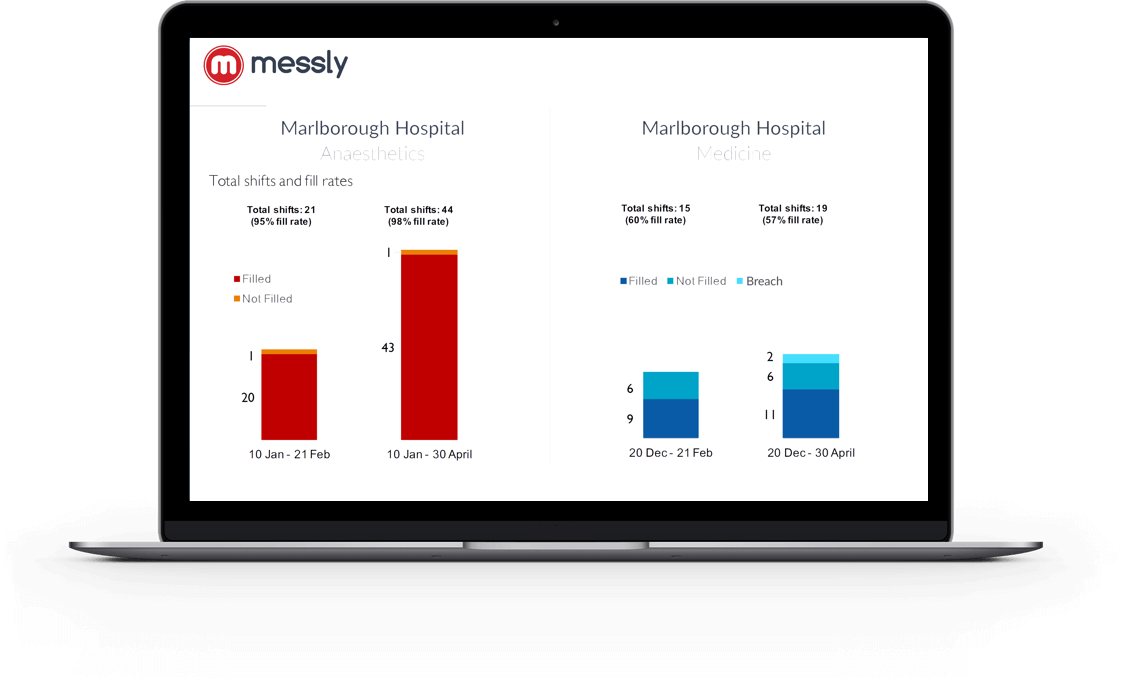 m messly
Marlborough Hospital
Anaesthetics
Total shifts and fill rates
Total shifts: 21
(95% fill rate)
Total shifts: 44
(98% fill rate)
Filled
Not Filled
1
20
1
43
10 Jan - 21 Feb
10 Jan - 30 April
Marlborough Hospital
Medicine
Total shifts: 15
(60% fill rate)
Total shifts: 19
(57% fill rate)
Filled Not Filled Breach
6
9
2
6
11
20 Dec - 21 Feb
20 Dec - 30 April